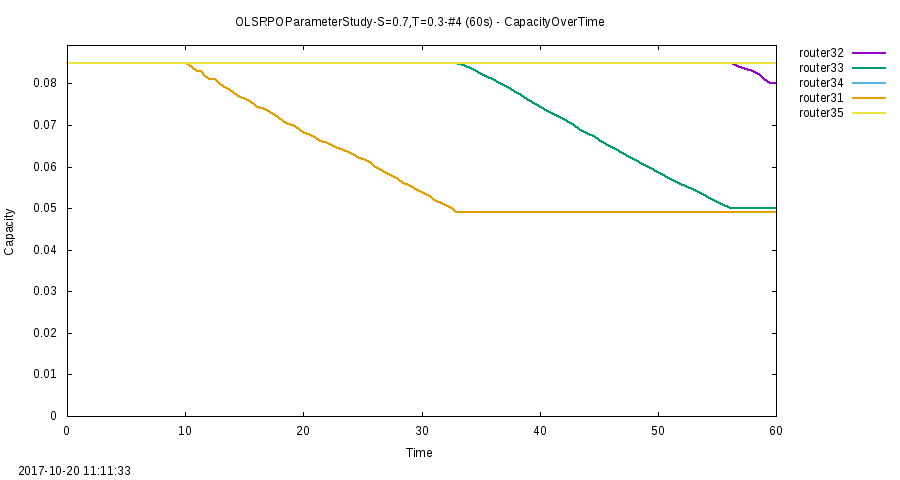 OLSRPOParameterStudy-S=0.7,T=0.3-#4 (60s) - CapacityOverTime
router32
router33
router34
router31
router35
0.08
0.07
0.06
0.05
0.04
0.03
0.02
0.01
0
Capacity
0 10 20 30 40 50 60
Time
2017-10-20 11:11:33